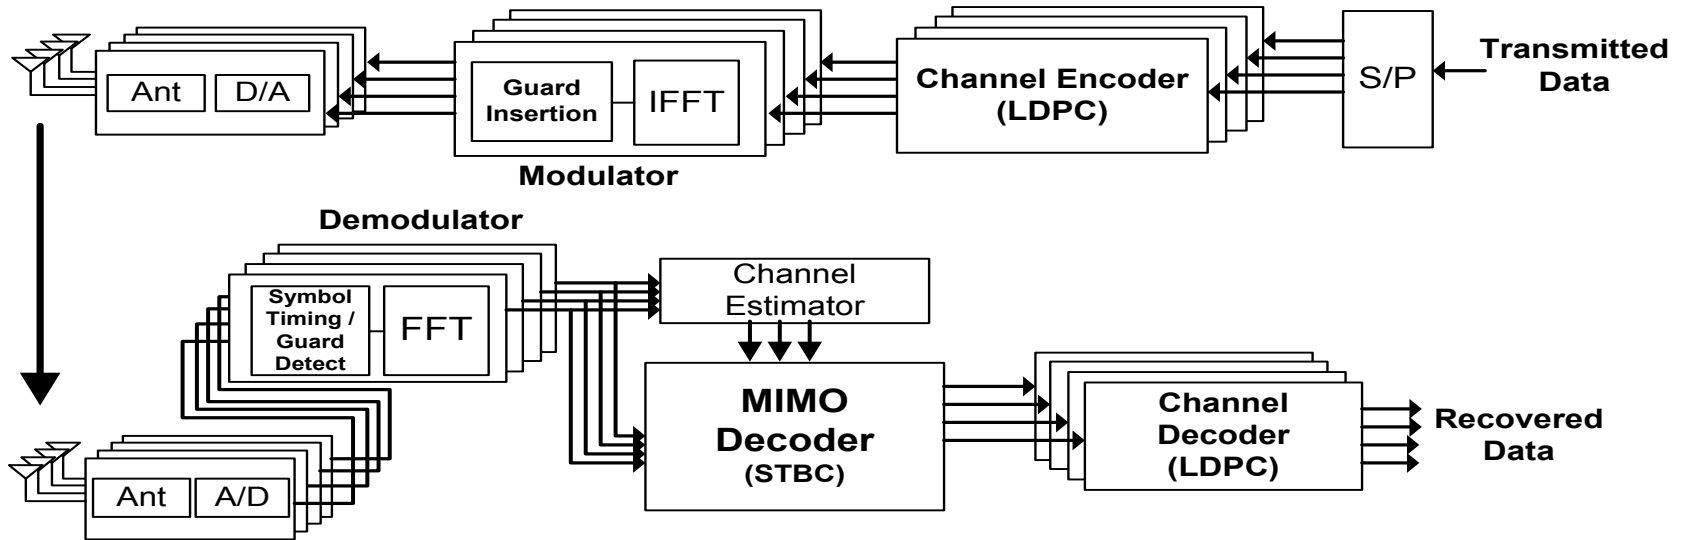 Ant
D/A
Guard
Insertion
IFFT
Channel Encoder
(LDPC)
S/P
Transmitted
Data
Modulator
Demodulator
Symbol
Timing /
Guard
Detect
FFT
Channel
Estimator
MIMO
Decoder
(STBC)
Channel
Decoder
(LDPC)
Recovered
Data
Ant
A/D